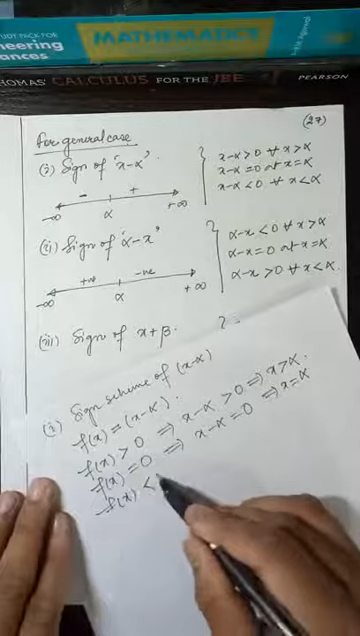 STUDY PACK FOR
MATHEMATICS
neering
ances
THOMAS' CALCULUS FOR THE JEE
PEARSON
(27)
For general case
(i) Sign of 'x-α'.
- +
-∞ α +∞
x-α>0 ∀ x>α
x-α=0 at x=α
x-α<0 ∀ x<α
(ii) Sign of 'α-x'
+ve -ve
-∞ α +∞
α-x<0 ∀ x>α
α-x=0 at x=α
α-x>0 ∀ x<α.
(iii) Sign of x+β. ? =
(i) Sign scheme of (x-α)
f(x) = (x-α).
f(x) > 0 ⇒ x-α > 0 ⇒ x>α.
f(x) = 0 ⇒ x-α = 0 ⇒ x=α
f(x) <